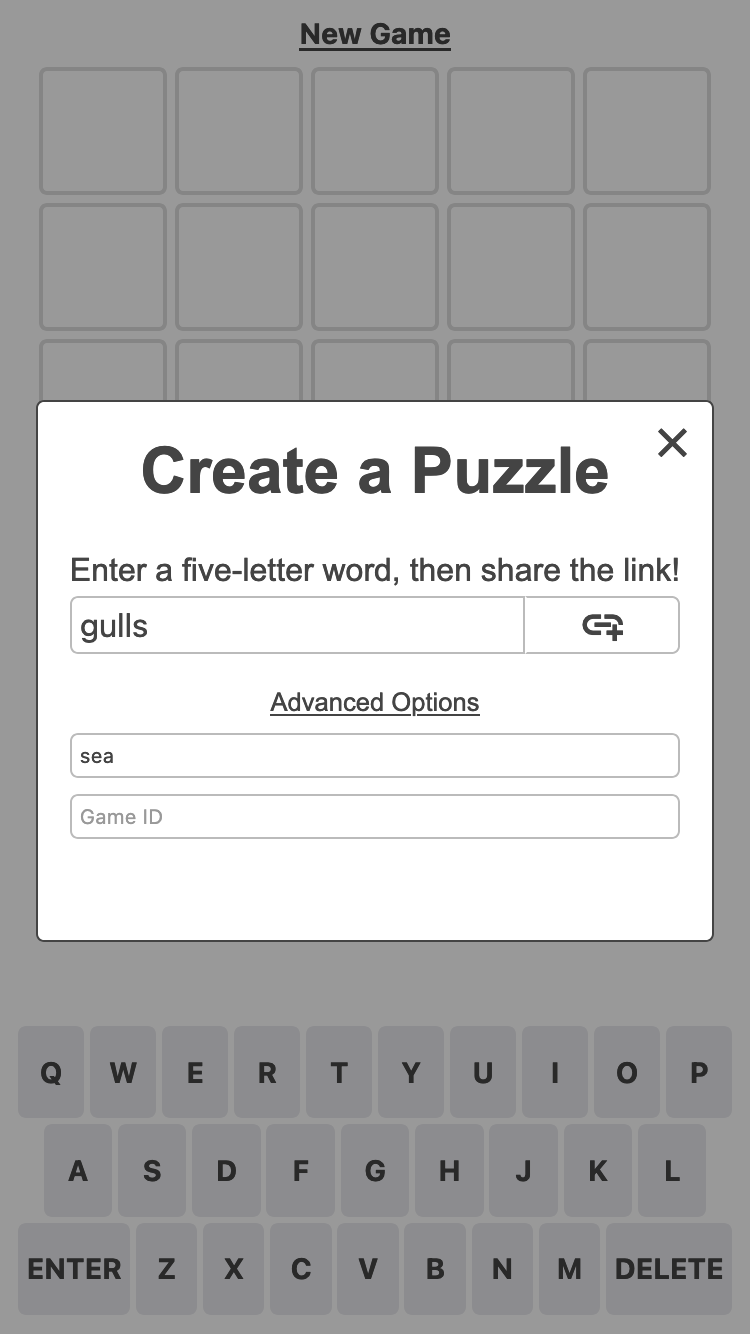 New Game
Create a Puzzle
Enter a five-letter word, then share the link!
gulls
Advanced Options
sea
Game ID
Q W E R T Y U I O P
A S D F G H J K L
ENTER Z X C V B N M DELETE